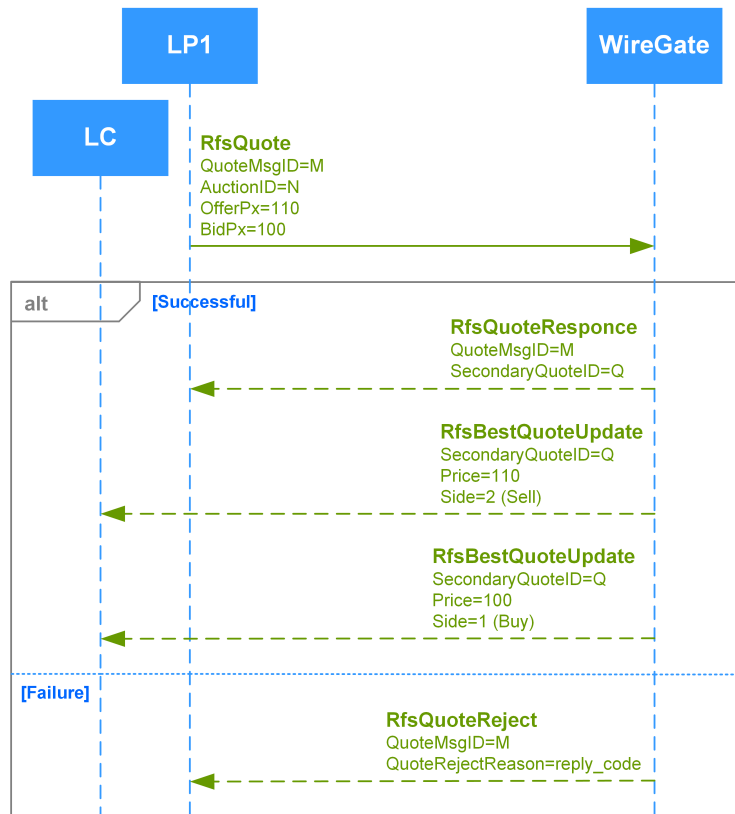 LP1
WireGate
LC
RfsQuote
QuoteMsgID=M
AuctionID=N
OfferPx=110
BidPx=100
alt
[Successful]
RfsQuoteResponce
QuoteMsgID=M
SecondaryQuoteID=Q
RfsBestQuoteUpdate
SecondaryQuoteID=Q
Price=110
Side=2 (Sell)
RfsBestQuoteUpdate
SecondaryQuoteID=Q
Price=100
Side=1 (Buy)
[Failure]
RfsQuoteReject
QuoteMsgID=M
QuoteRejectReason=reply_code